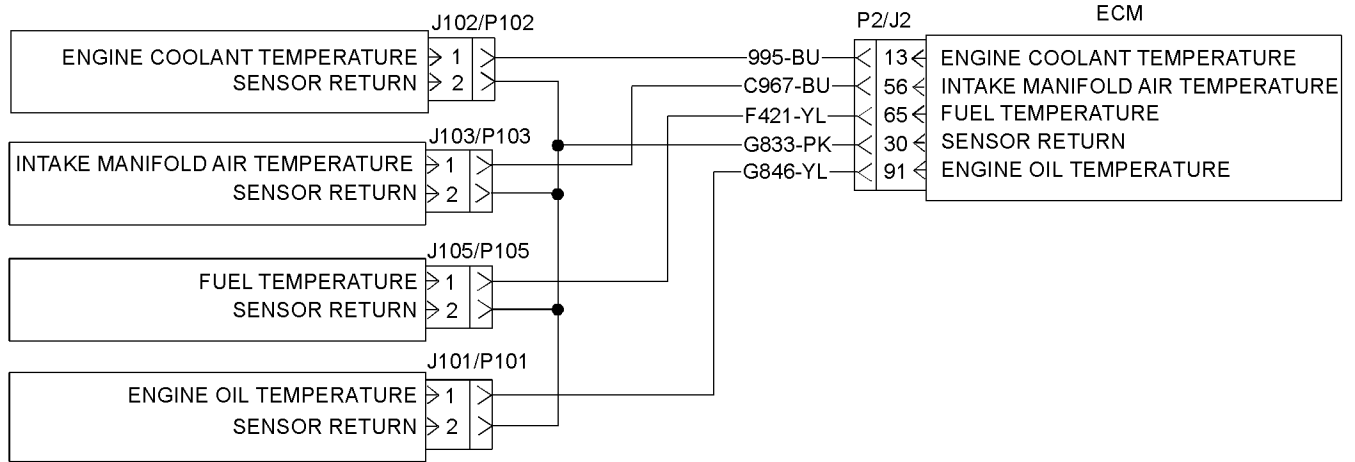 J102/P102
ENGINE COOLANT TEMPERATURE 1
SENSOR RETURN 2
J103/P103
INTAKE MANIFOLD AIR TEMPERATURE 1
SENSOR RETURN 2
J105/P105
FUEL TEMPERATURE 1
SENSOR RETURN 2
J101/P101
ENGINE OIL TEMPERATURE 1
SENSOR RETURN 2
P2/J2
ECM
995-BU 13 ENGINE COOLANT TEMPERATURE
C967-BU 56 INTAKE MANIFOLD AIR TEMPERATURE
F421-YL 65 FUEL TEMPERATURE
G833-PK 30 SENSOR RETURN
G846-YL 91 ENGINE OIL TEMPERATURE